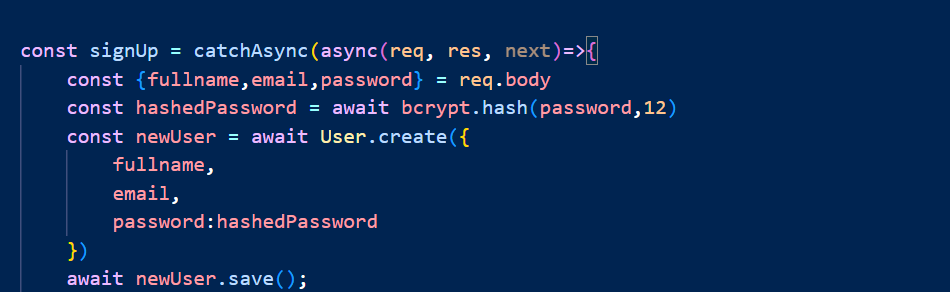 const signUp = catchAsync(async(req, res, next)=>{
const {fullname,email,password} = req.body
const hashedPassword = await bcrypt.hash(password,12)
const newUser = await User.create({
fullname,
email,
password:hashedPassword
})
await newUser.save();